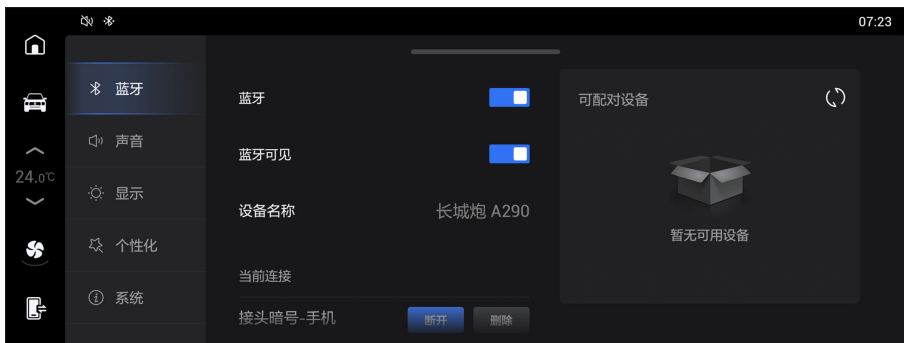 07:23
蓝牙
声音
24.0℃
显示
个性化
系统
蓝牙
蓝牙可见
设备名称
长城炮 A290
当前连接
接头暗号-手机
断开
删除
可配对设备
暂无可用设备